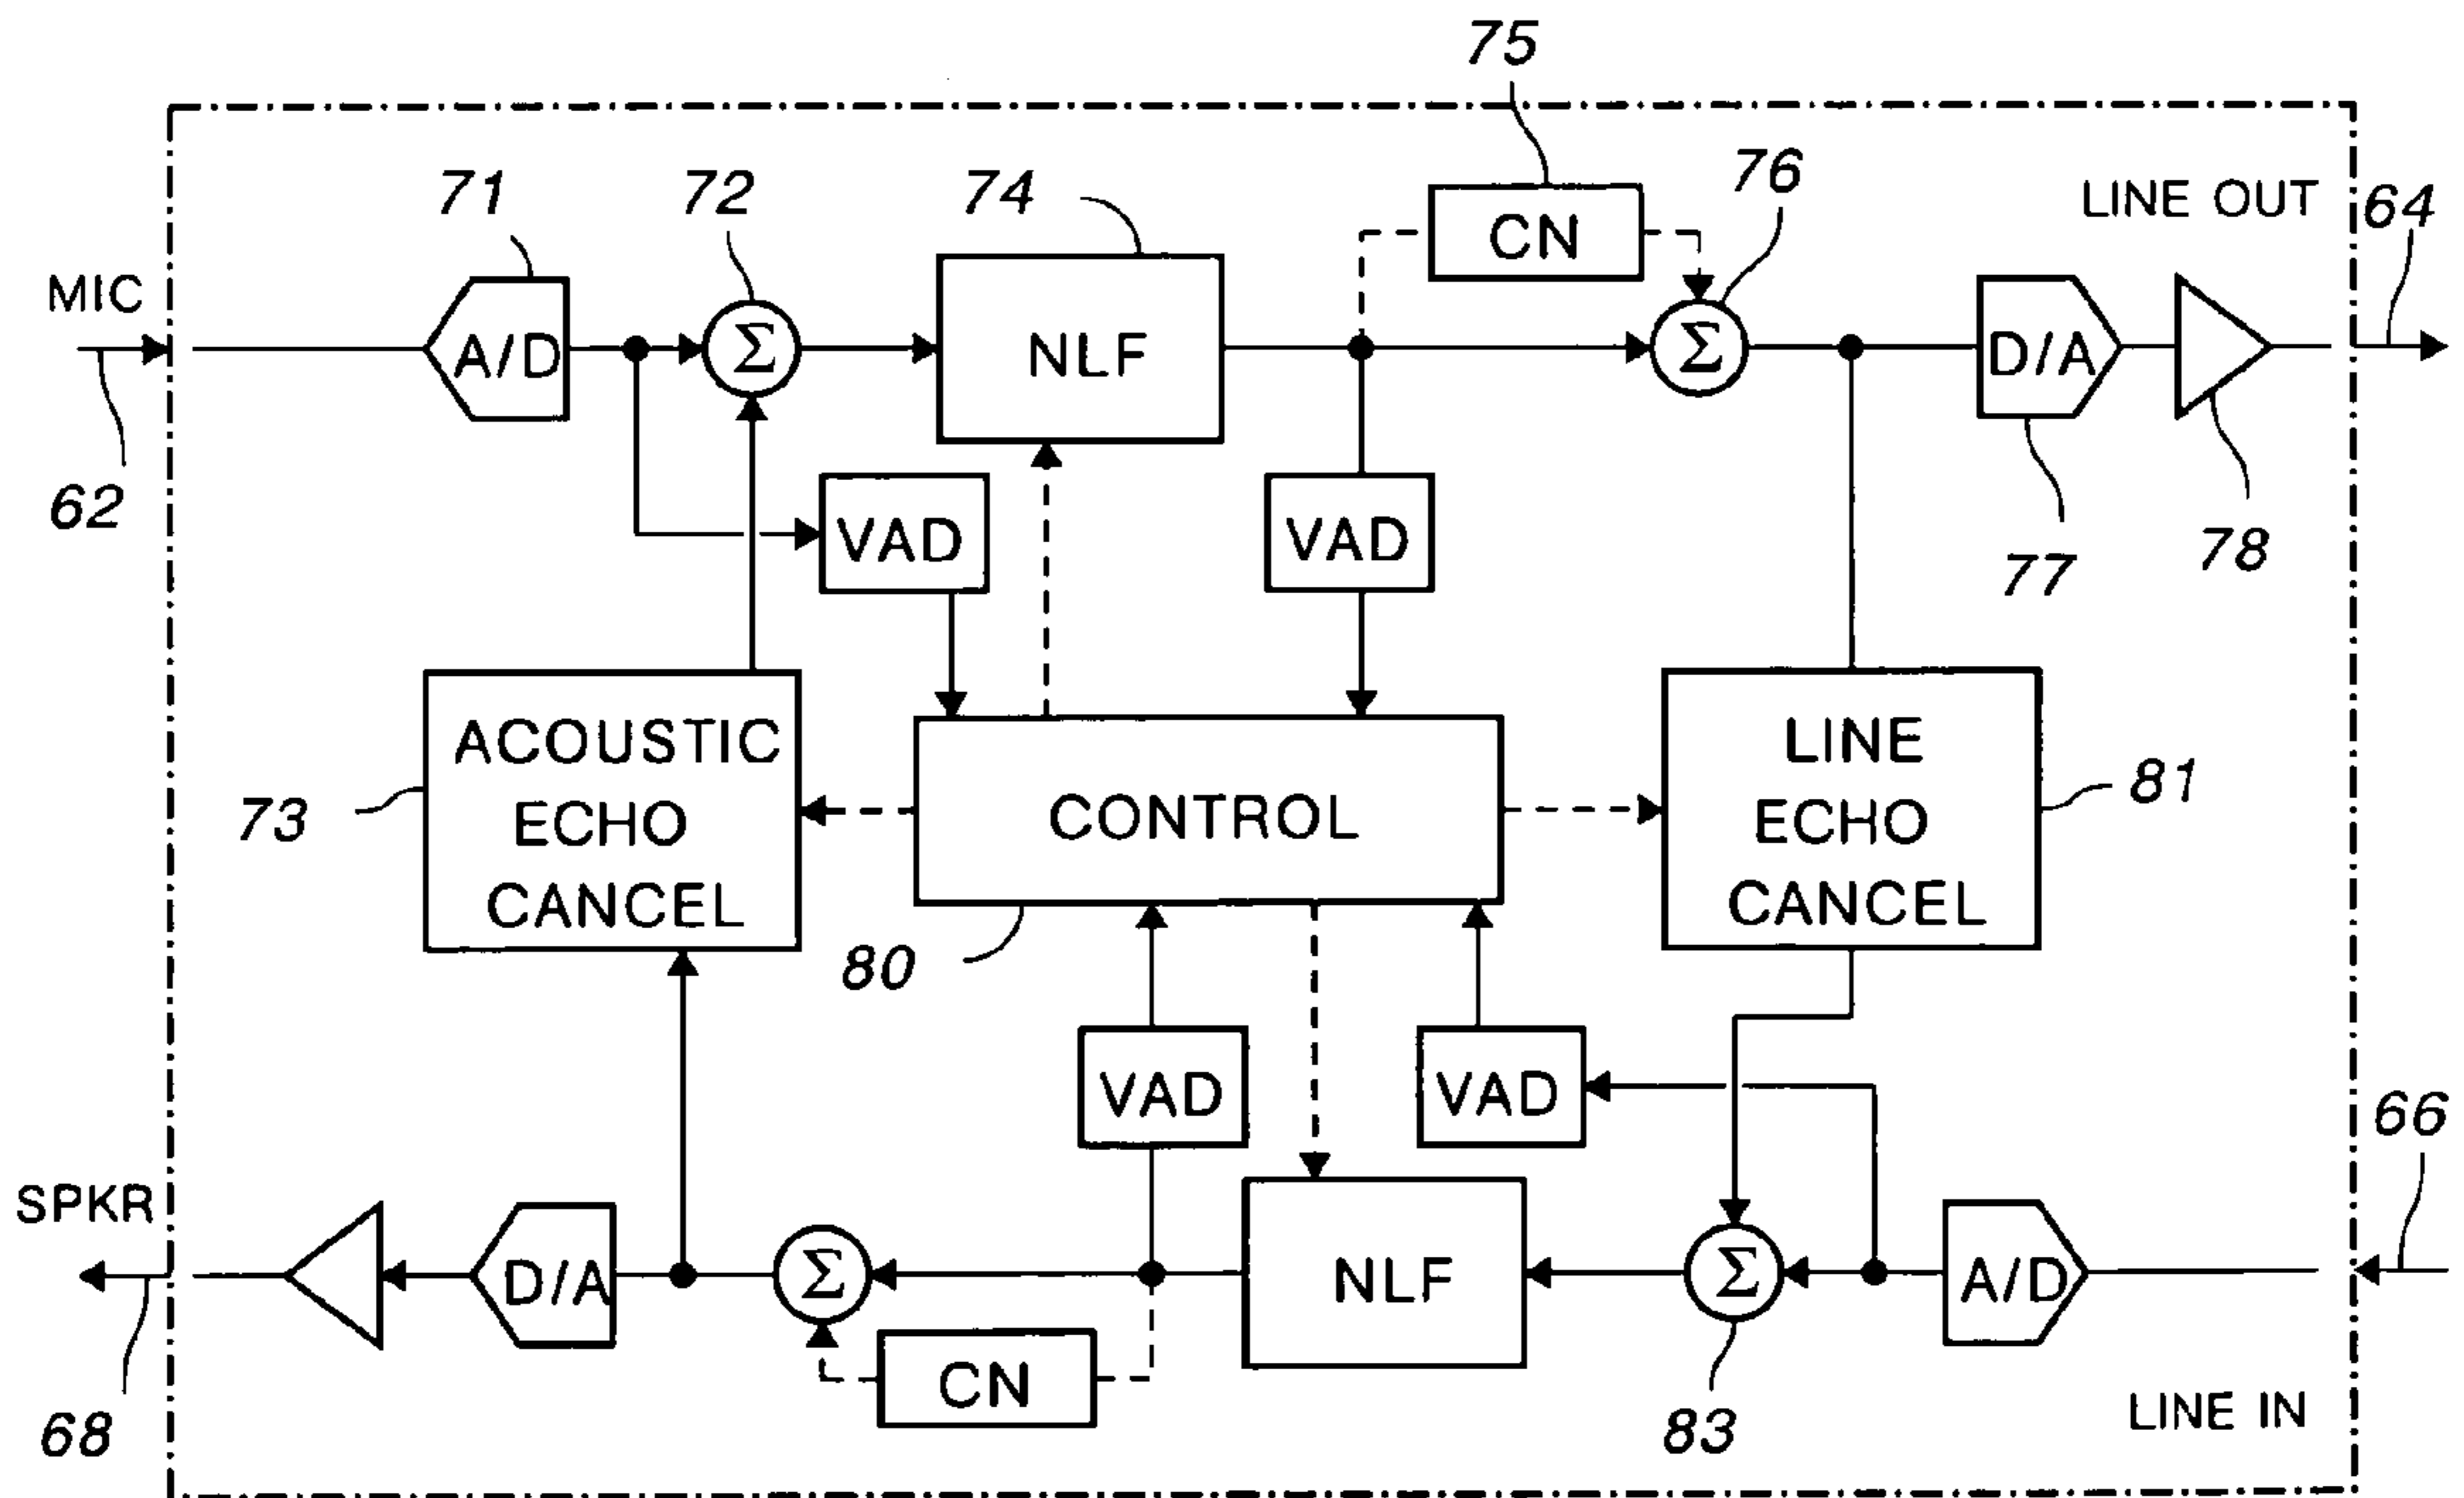 75
71
72
74
CN
76
LINE OUT
64
MIC
A/D
Σ
NLF
Σ
D/A
62
VAD
VAD
77
78
ACOUSTIC
ECHO
CANCEL
73
CONTROL
80
LINE
ECHO
CANCEL
81
VAD
VAD
66
SPKR
D/A
Σ
NLF
Σ
A/D
CN
68
83
LINE IN